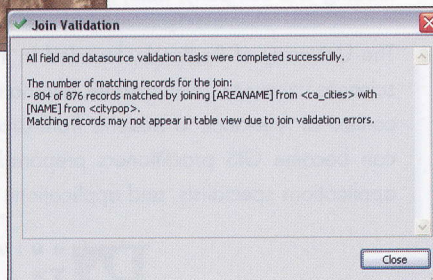 Join Validation
All field and datasource validation tasks were completed successfully.
The number of matching records for the join:
- 804 of 876 records matched by joining [AREANAME] from <ca_cities> with
[NAME] from <citypop>.
Matching records may not appear in table view due to join validation errors.
Close